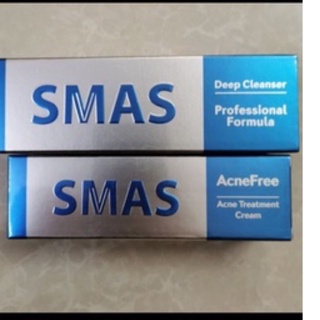 SMAS
Deep Cleanser
Professional
Formula
SMAS
AcneFree
Acne Treatment
Cream